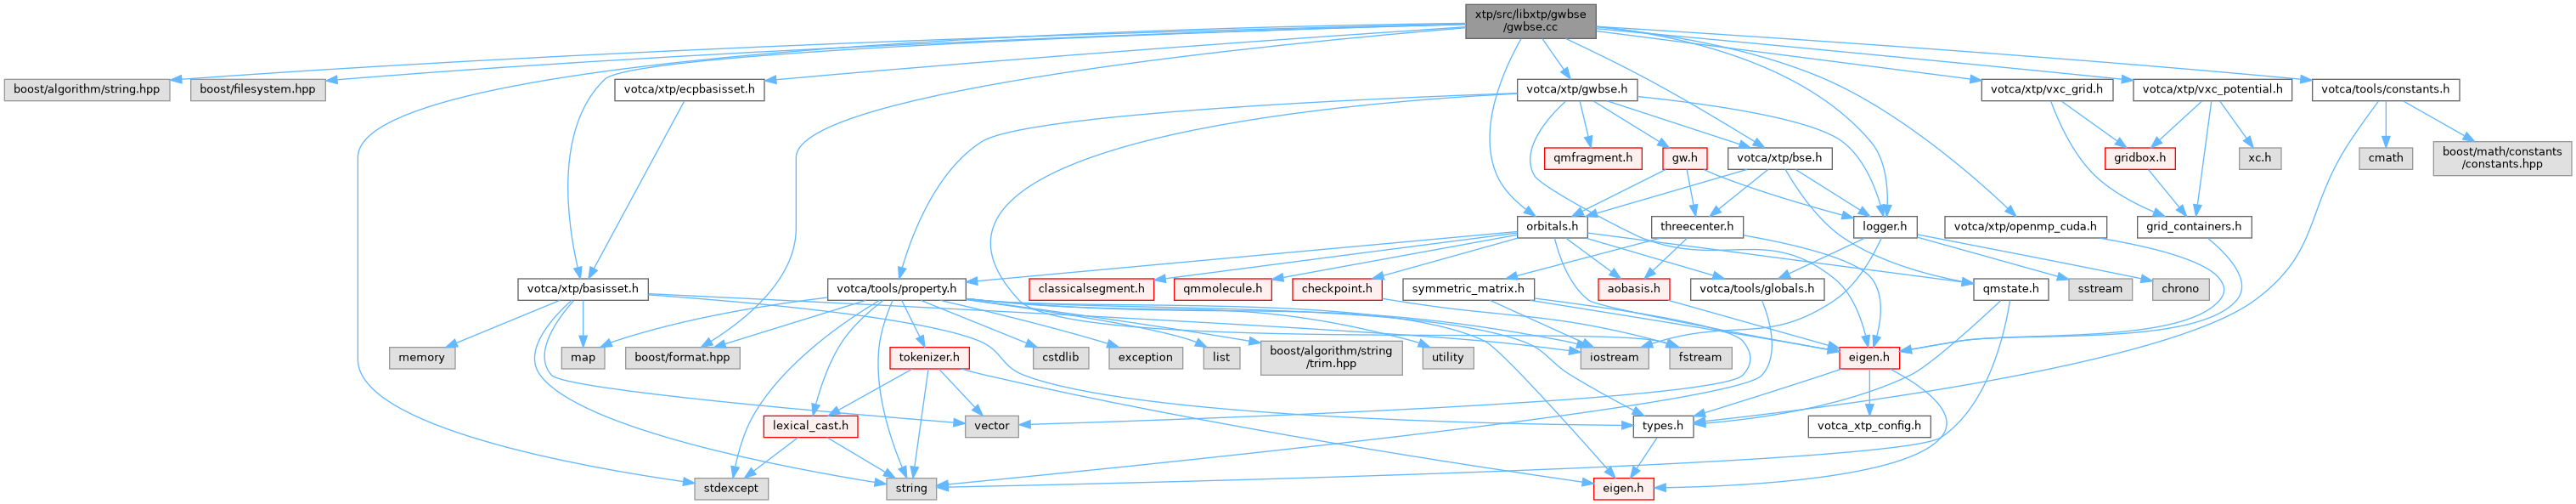 xtp/src/libxtp/gwbse
/gwbse.cc
boost/algorithm/string.hpp
boost/filesystem.hpp
votca/xtp/ecpbasisset.h
votca/xtp/gwbse.h
votca/xtp/vxc_grid.h
votca/xtp/vxc_potential.h
votca/tools/constants.h
qmfragment.h
gw.h
votca/xtp/bse.h
gridbox.h
xc.h
cmath
boost/math/constants
/constants.hpp
orbitals.h
threecenter.h
logger.h
votca/xtp/openmp_cuda.h
grid_containers.h
votca/xtp/basisset.h
votca/tools/property.h
classicalsegment.h
qmmolecule.h
checkpoint.h
aobasis.h
symmetric_matrix.h
votca/tools/globals.h
qmstate.h
sstream
chrono
memory
map
boost/format.hpp
tokenizer.h
cstdlib
exception
list
boost/algorithm/string
/trim.hpp
utility
iostream
fstream
eigen.h
lexical_cast.h
vector
types.h
votca_xtp_config.h
stdexcept
string
eigen.h